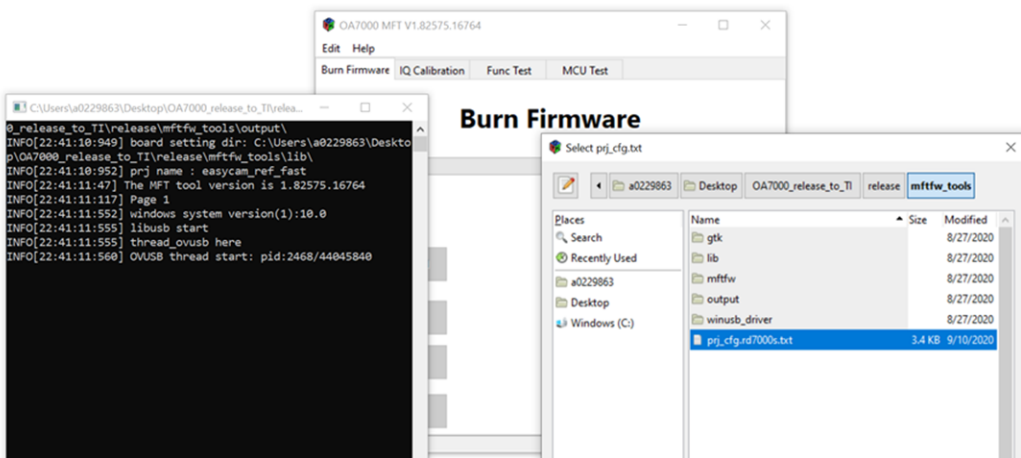 OA7000 MFT V1.82575.16764
Edit Help
Burn Firmware IQ Calibration Func Test MCU Test
Burn Firmware
C:\Users\a0229863\Desktop\OA7000_release_to_TI\relea...
0_release_to_TI\release\mftfw_tools\output\
INFO[22:41:10:949] board setting dir: C:\Users\a0229863\Deskto
p\OA7000_release_to_TI\release\mftfw_tools\lib\
INFO[22:41:10:952] prj name : easycam_ref_fast
INFO[22:41:11:47] The MFT tool version is 1.82575.16764
INFO[22:41:11:117] Page 1
INFO[22:41:11:552] windows system version(1):10.0
INFO[22:41:11:555] libusb start
INFO[22:41:11:555] thread_ovusb here
INFO[22:41:11:560] OVUSB thread start: pid:2468/44045840
Select prj_cfg.txt
a0229863 Desktop OA7000_release_to_TI release mftfw_tools
Places
Search
Recently Used
a0229863
Desktop
Windows (C:)
Name Size Modified
gtk 8/27/2020
lib 8/27/2020
mftfw 8/27/2020
output 8/27/2020
winusb_driver 8/27/2020
prj_cfg.rd7000s.txt 3.4 KB 9/10/2020